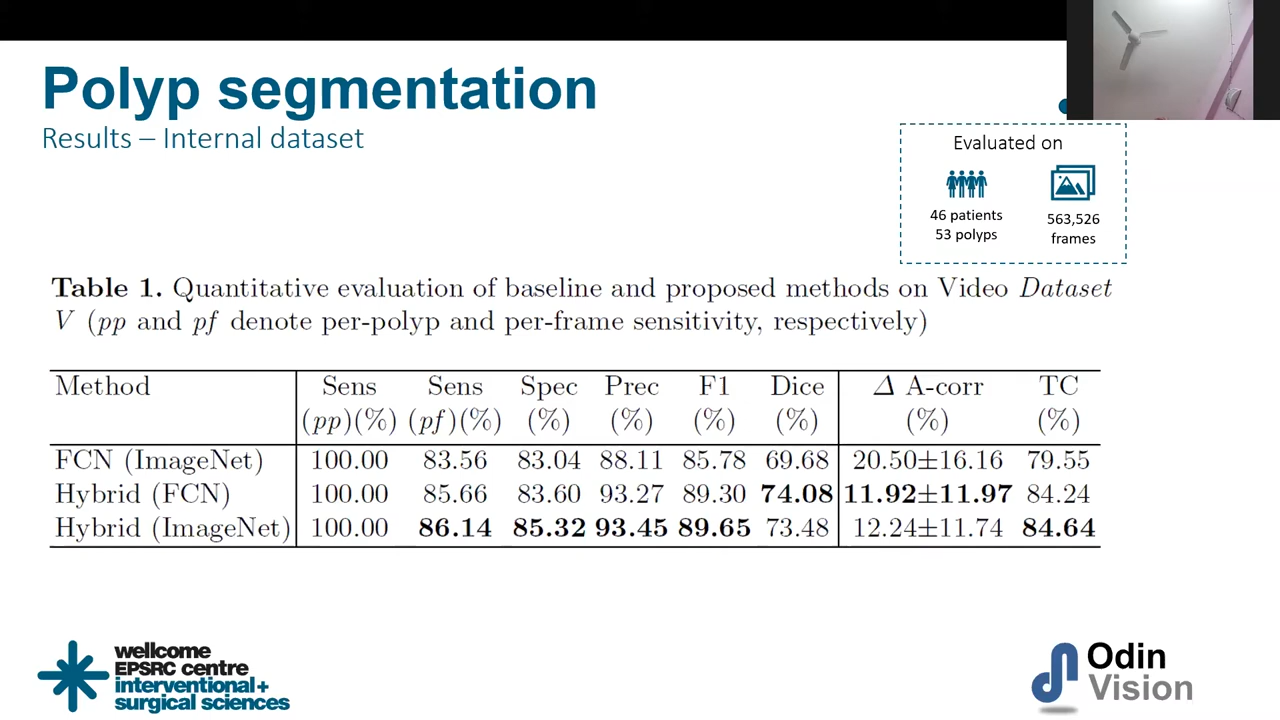 Polyp segmentation
Results – Internal dataset
Evaluated on
46 patients
53 polyps
563,526
frames
Table 1. Quantitative evaluation of baseline and proposed methods on Video Dataset
V (pp and pf denote per-polyp and per-frame sensitivity, respectively)
Method Sens Sens Spec Prec F1 Dice Δ A-corr TC
(pp)(%) (pf)(%) (%) (%) (%) (%) (%) (%)
FCN (ImageNet) 100.00 83.56 83.04 88.11 85.78 69.68 20.50±16.16 79.55
Hybrid (FCN) 100.00 85.66 83.60 93.27 89.30 74.08 11.92±11.97 84.24
Hybrid (ImageNet) 100.00 86.14 85.32 93.45 89.65 73.48 12.24±11.74 84.64
wellcome
EPSRC centre
interventional+
surgical sciences
Odin
Vision